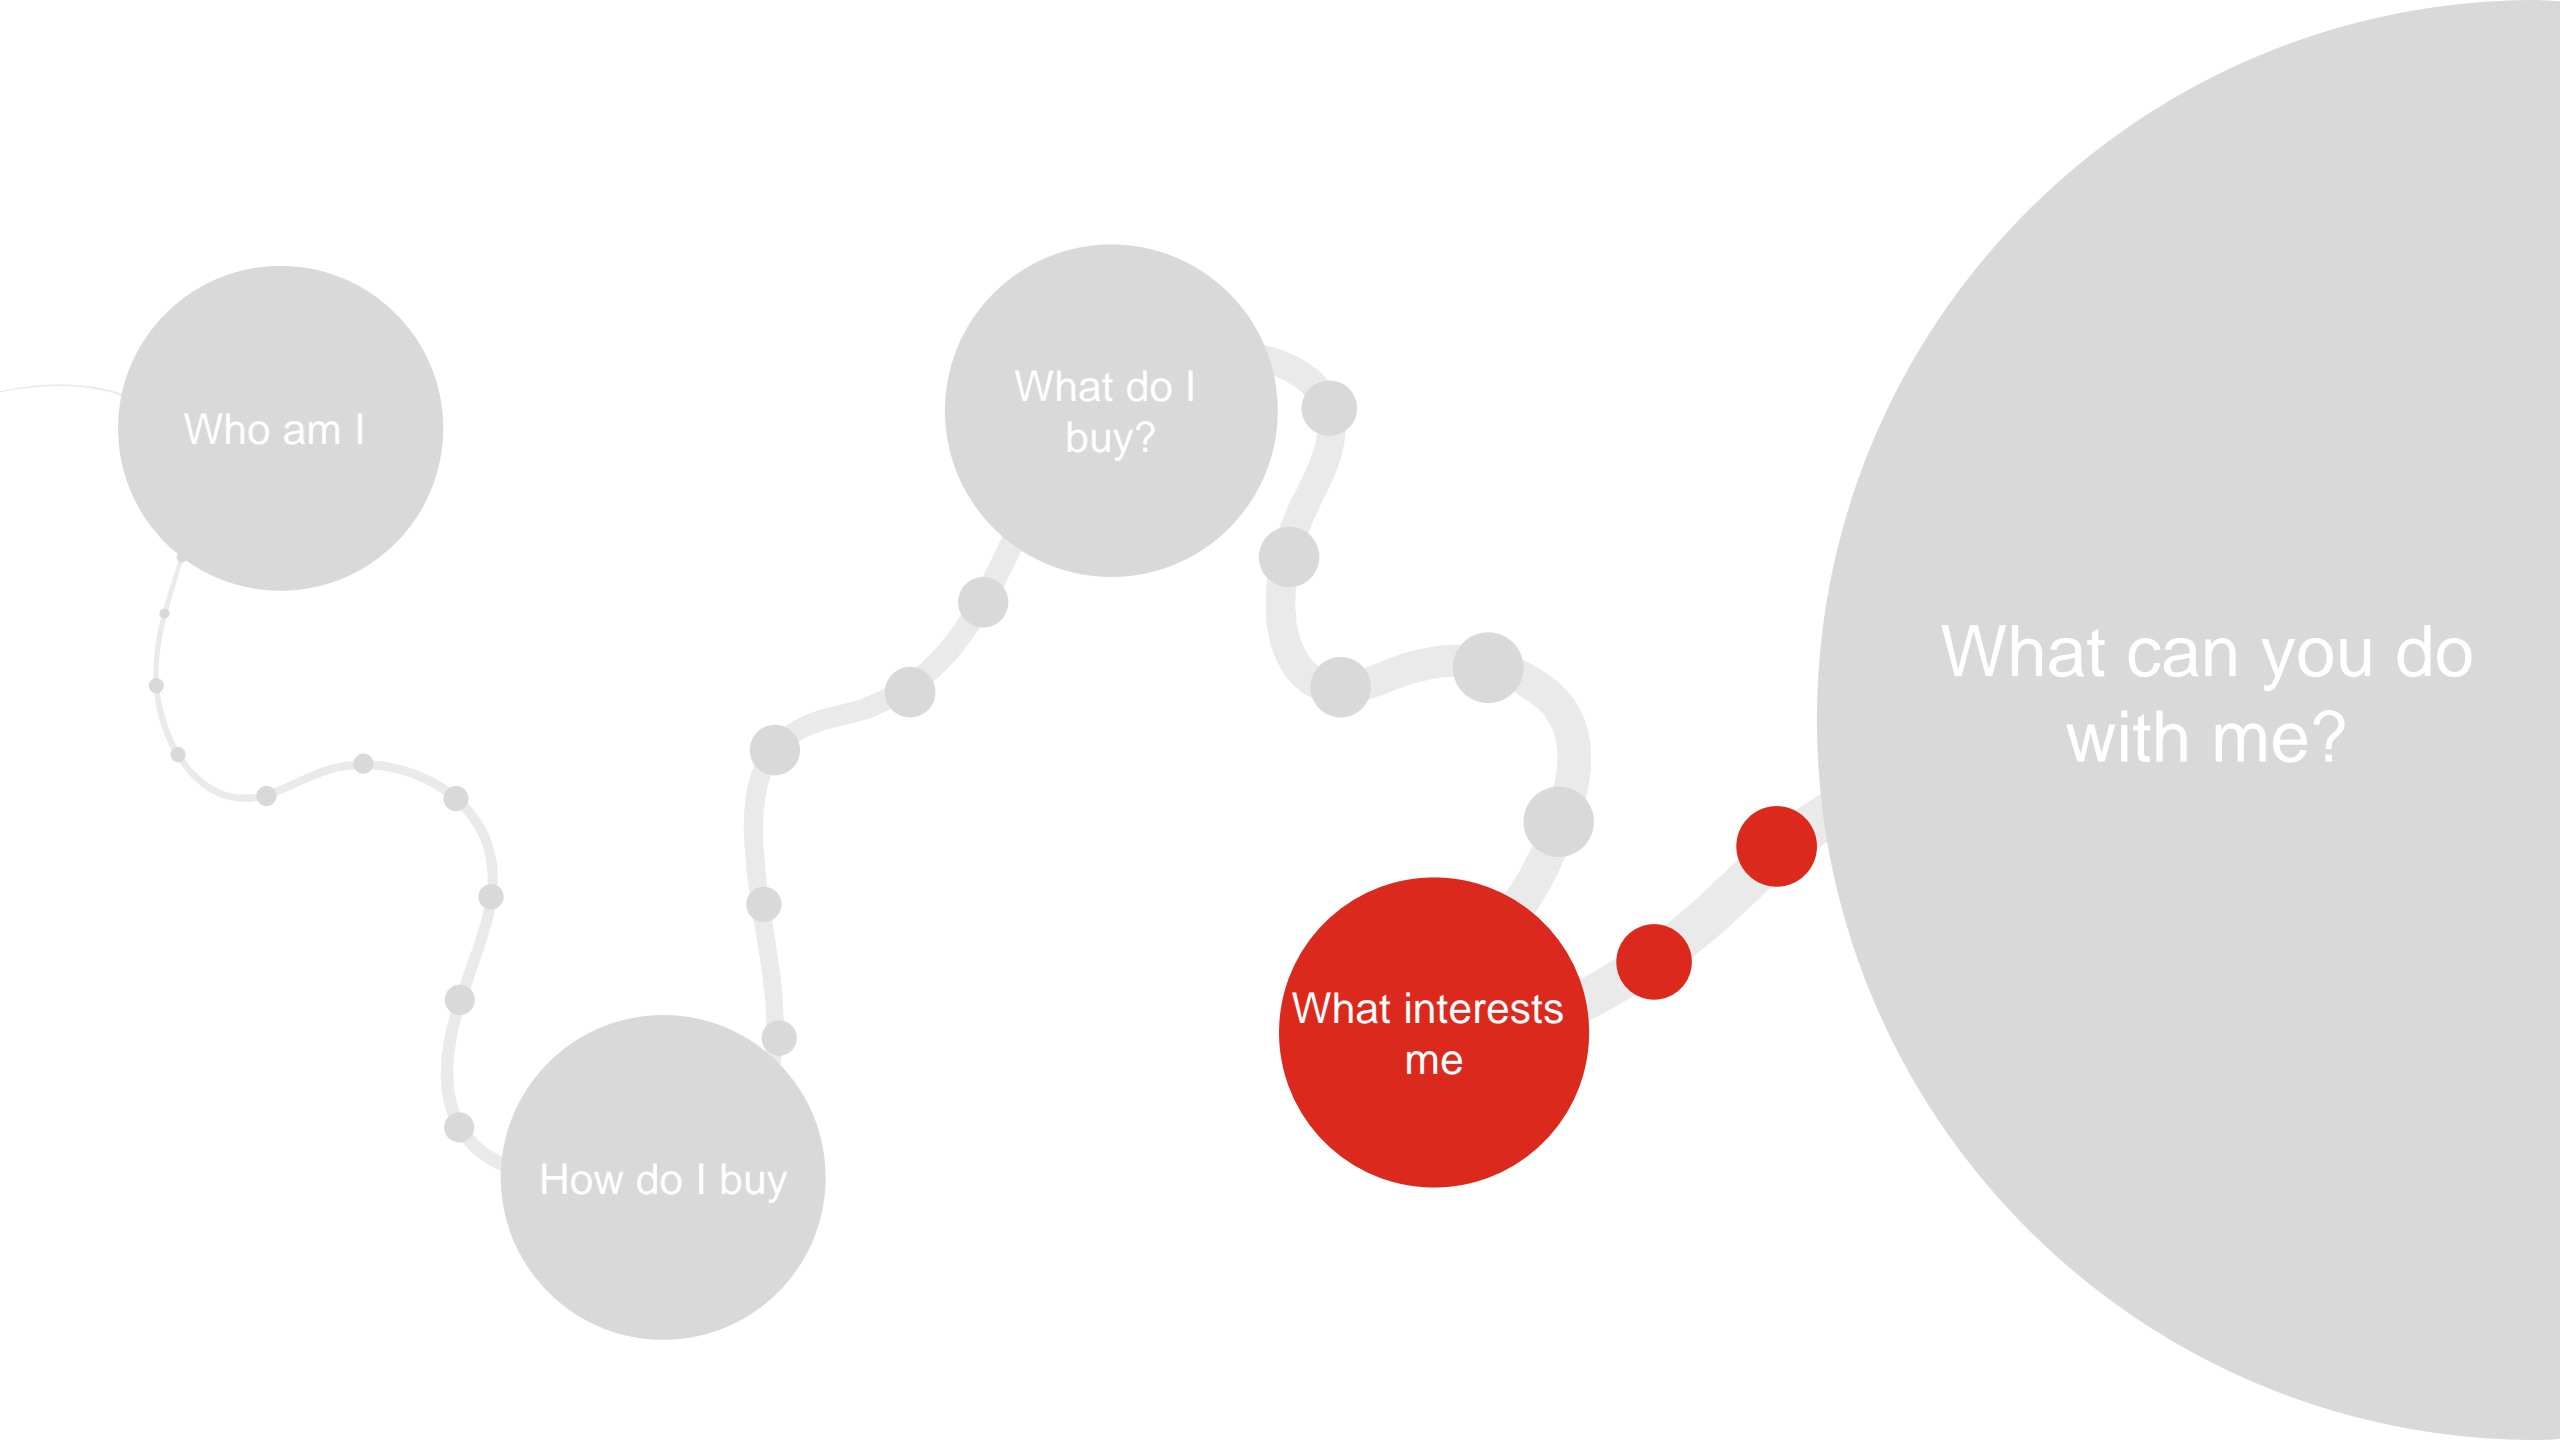 Who am I
How do I buy
What do I
buy?
What interests
me
What can you do
with me?